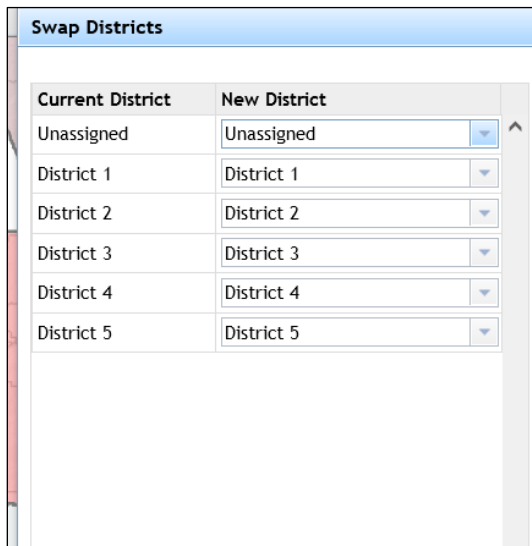 Swap Districts
Current District New District
Unassigned Unassigned
District 1 District 1
District 2 District 2
District 3 District 3
District 4 District 4
District 5 District 5